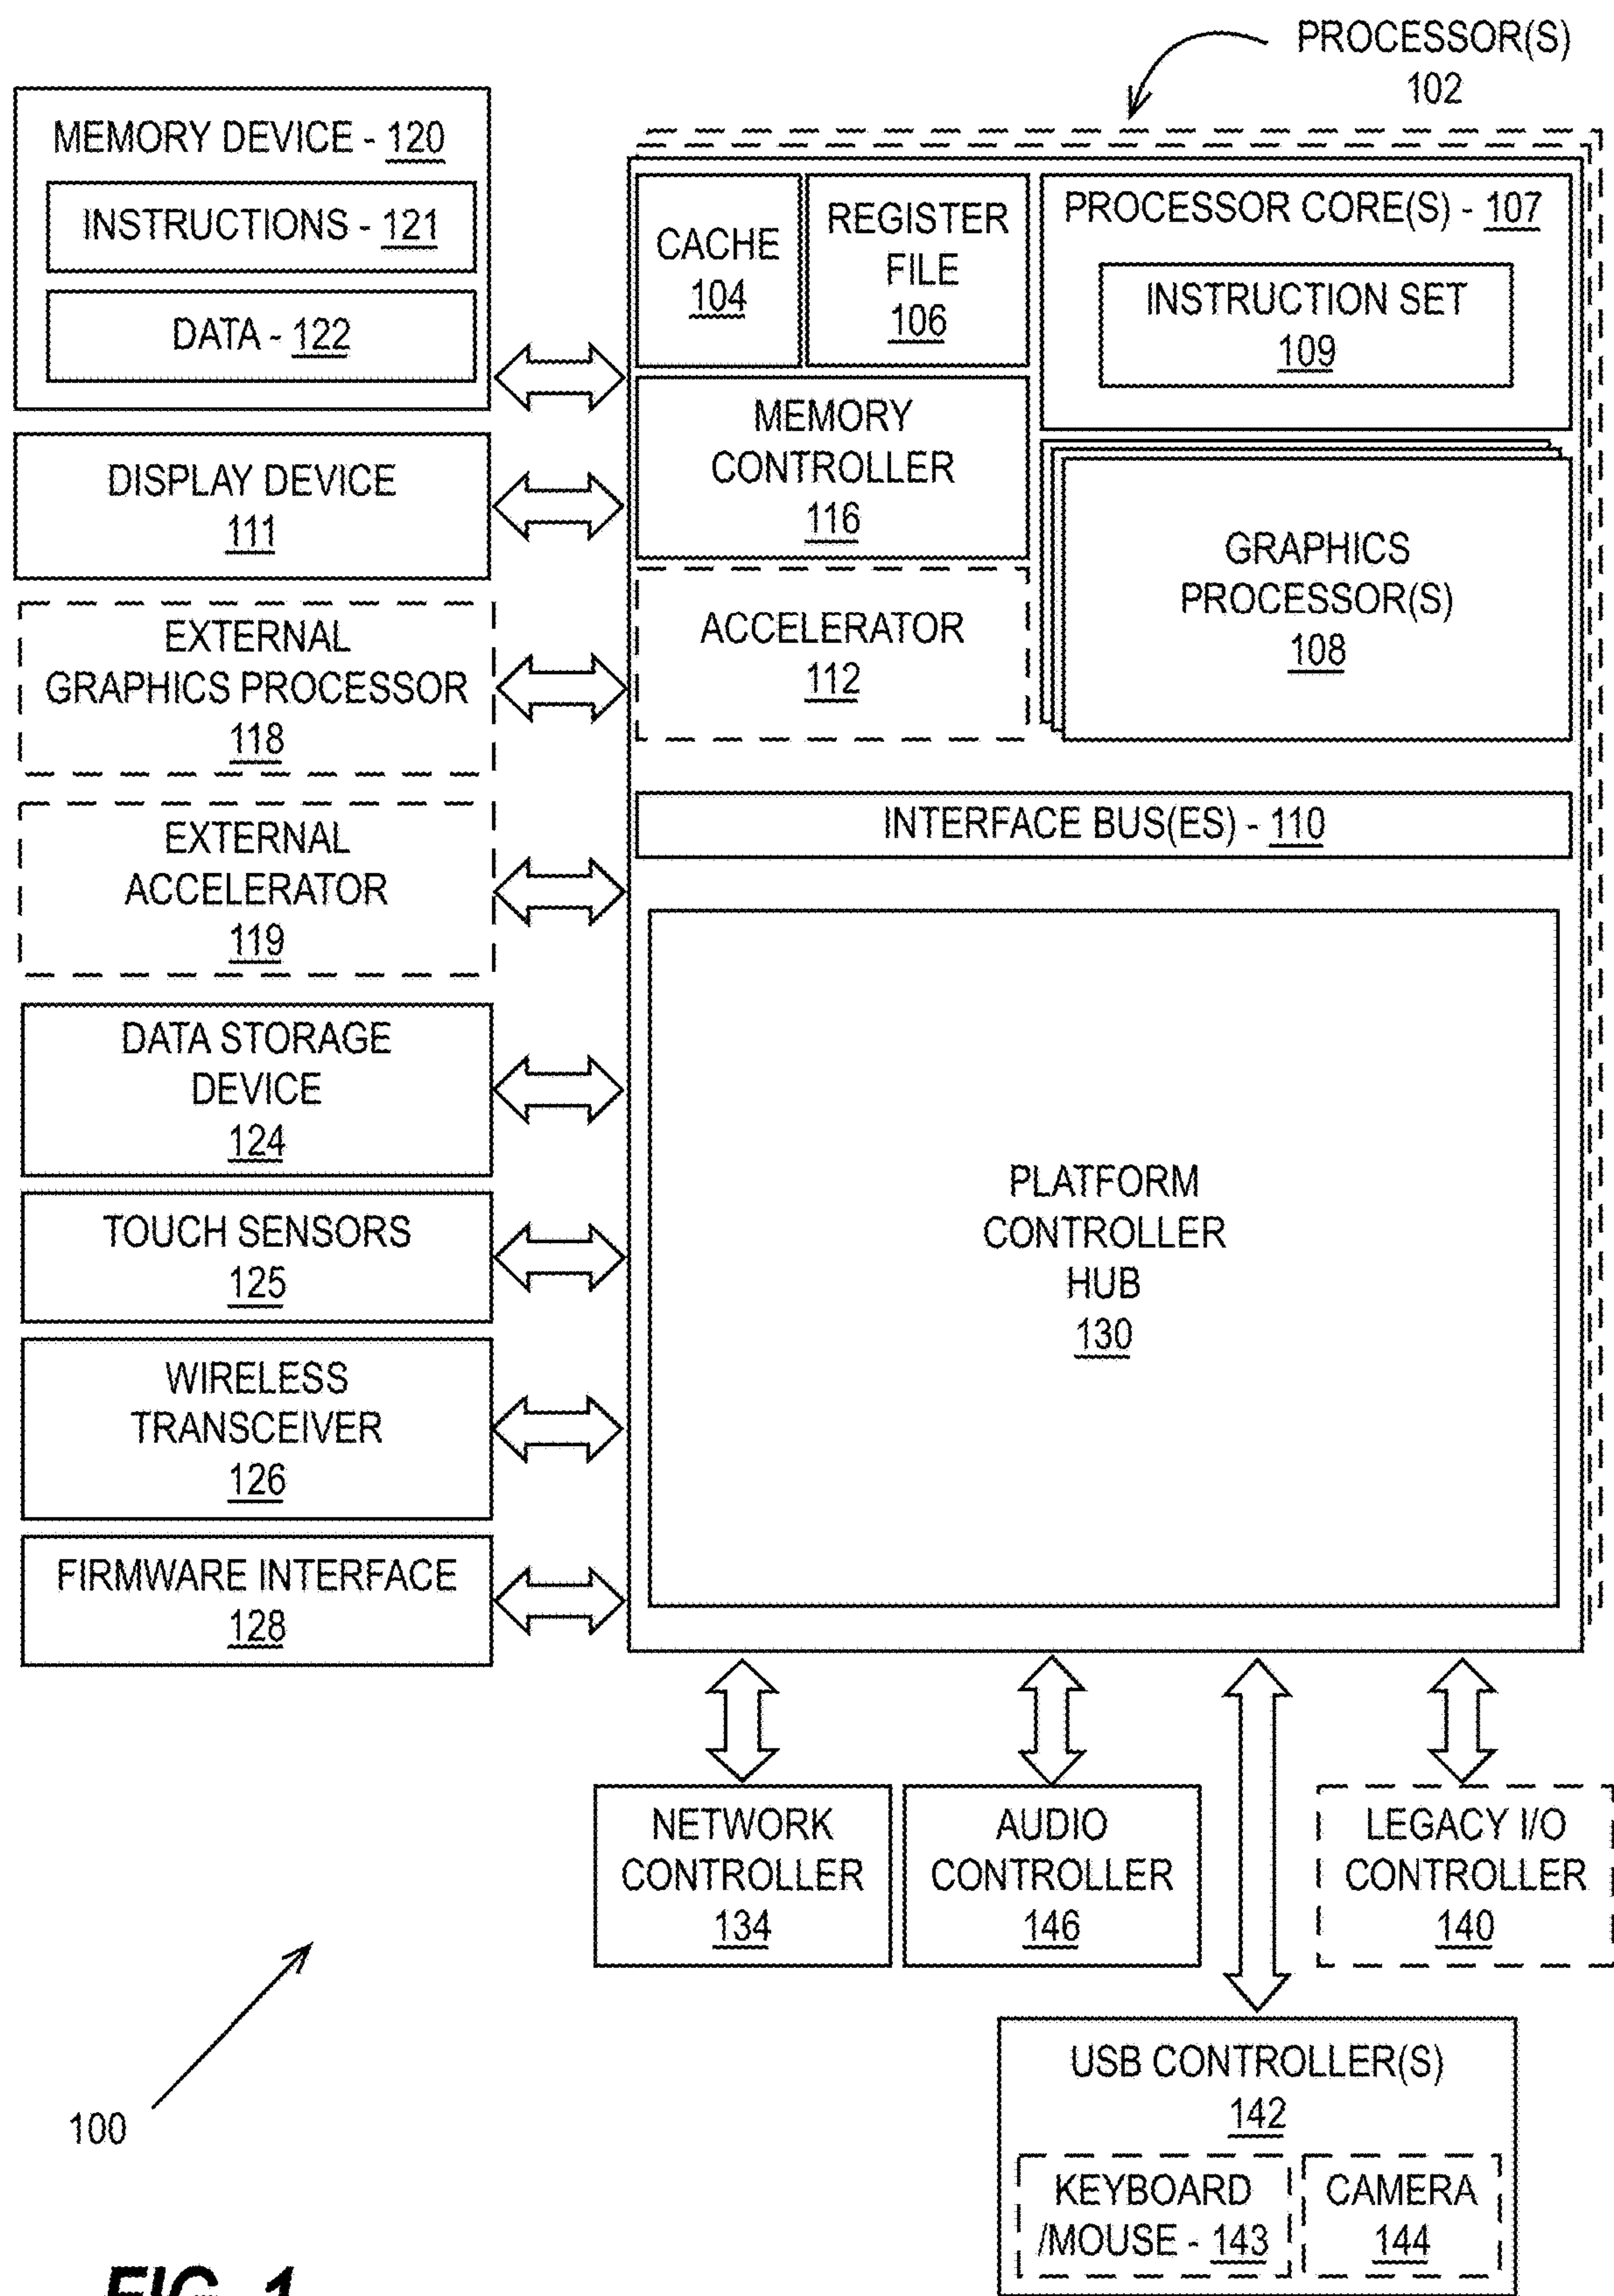 PROCESSOR(S)
102
MEMORY DEVICE - 120
INSTRUCTIONS - 121
DATA - 122
DISPLAY DEVICE
111
EXTERNAL
GRAPHICS PROCESSOR
118
EXTERNAL
ACCELERATOR
119
DATA STORAGE
DEVICE
124
TOUCH SENSORS
125
WIRELESS
TRANSCEIVER
126
FIRMWARE INTERFACE
128
CACHE
104
REGISTER
FILE
106
PROCESSOR CORE(S) - 107
INSTRUCTION SET
109
MEMORY
CONTROLLER
116
GRAPHICS
PROCESSOR(S)
108
ACCELERATOR
112
INTERFACE BUS(ES) - 110
PLATFORM
CONTROLLER
HUB
130
NETWORK
CONTROLLER
134
AUDIO
CONTROLLER
146
LEGACY I/O
CONTROLLER
140
USB CONTROLLER(S)
142
KEYBOARD
/MOUSE - 143
CAMERA
144
100
FIG. 1